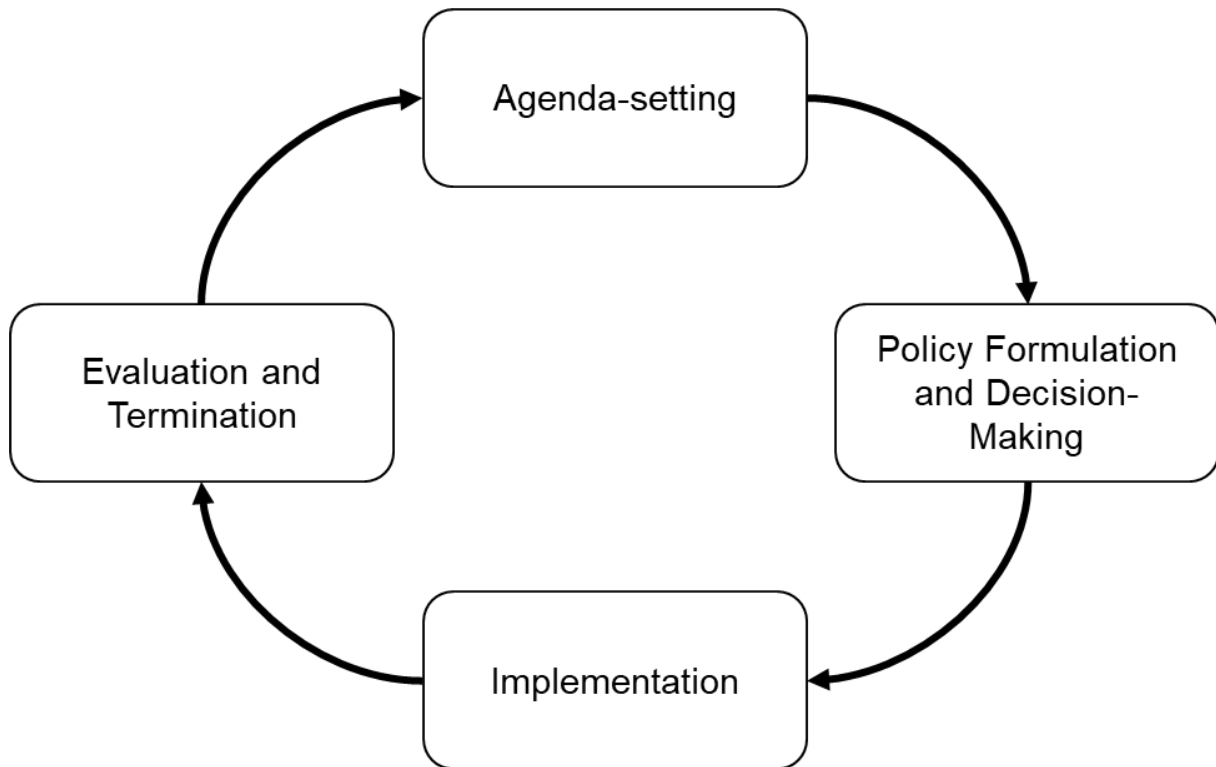 Agenda-setting
Policy Formulation
and Decision-
Making
Evaluation and
Termination
Implementation